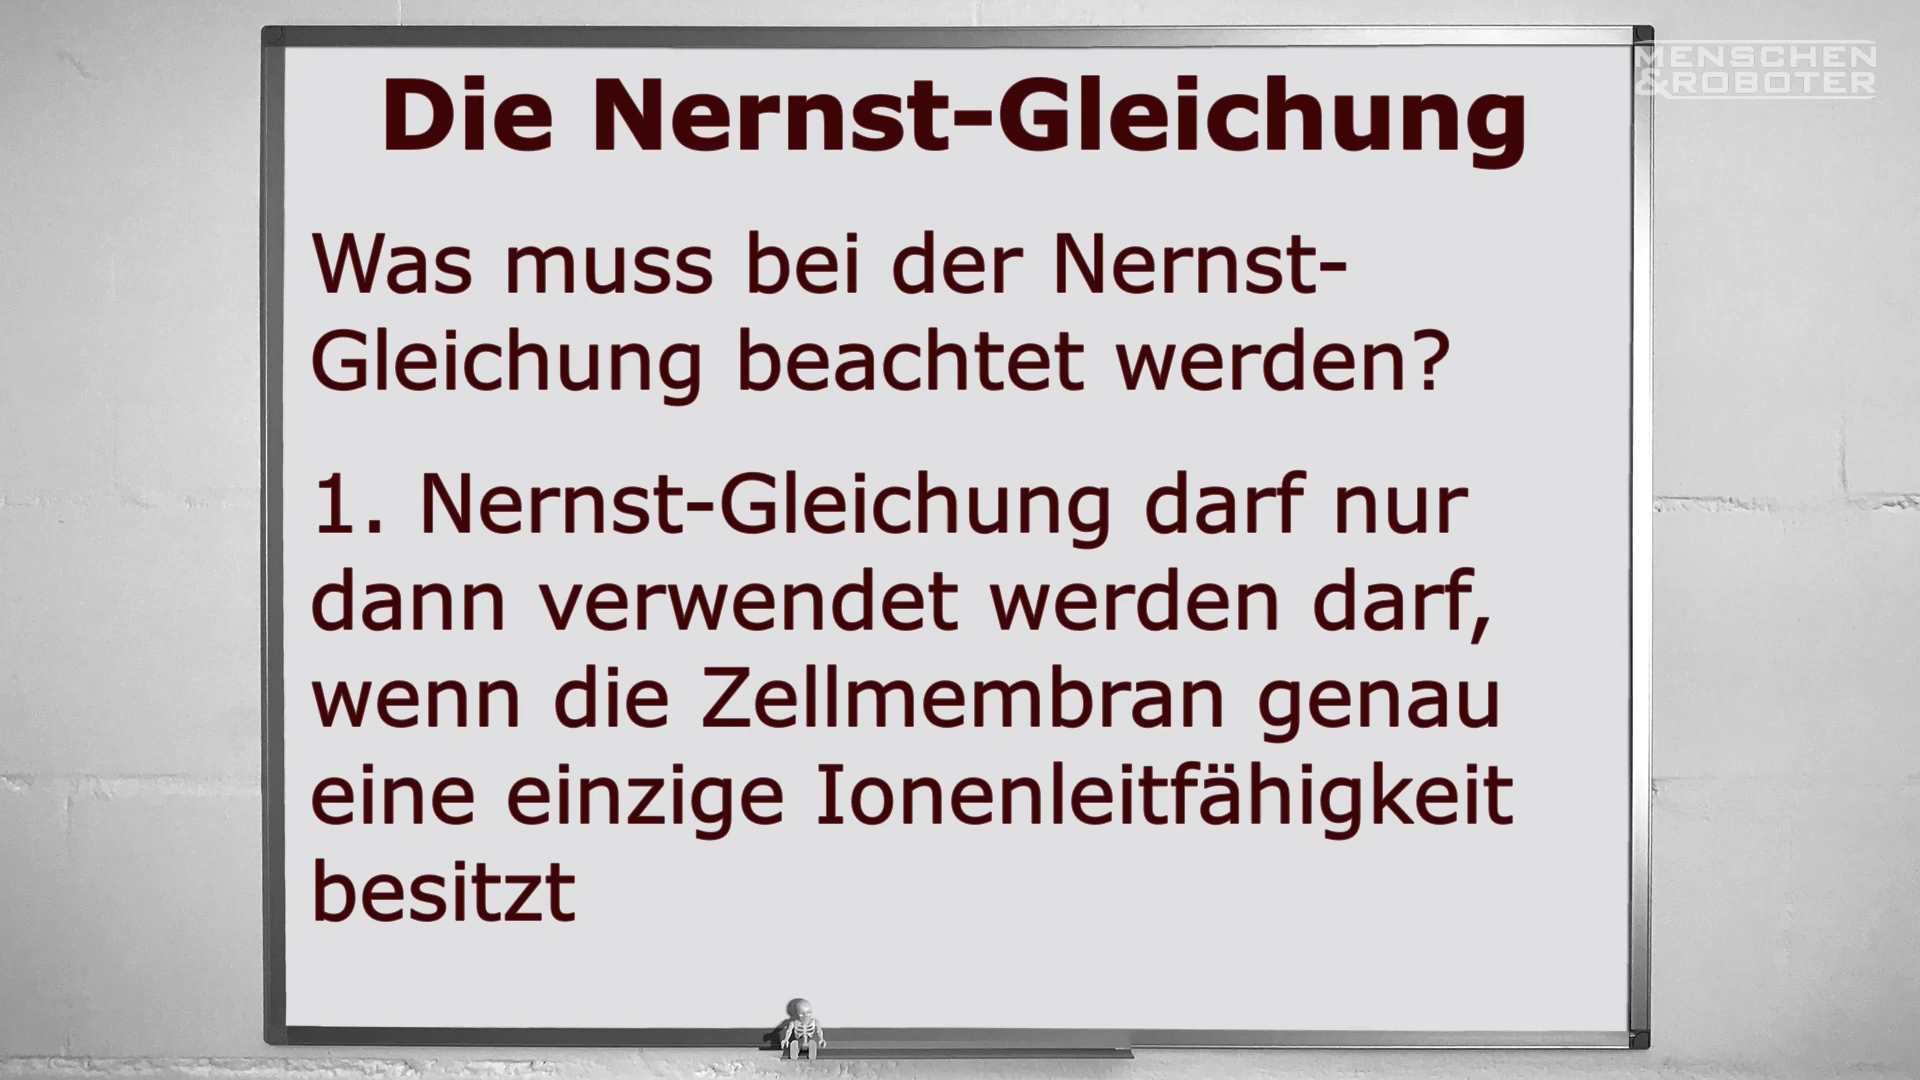 MENSCHEN
&ROBOTER
Die Nernst-Gleichung
Was muss bei der Nernst-
Gleichung beachtet werden?
1. Nernst-Gleichung darf nur
dann verwendet werden darf,
wenn die Zellmembran genau
eine einzige Ionenleitfähigkeit
besitzt